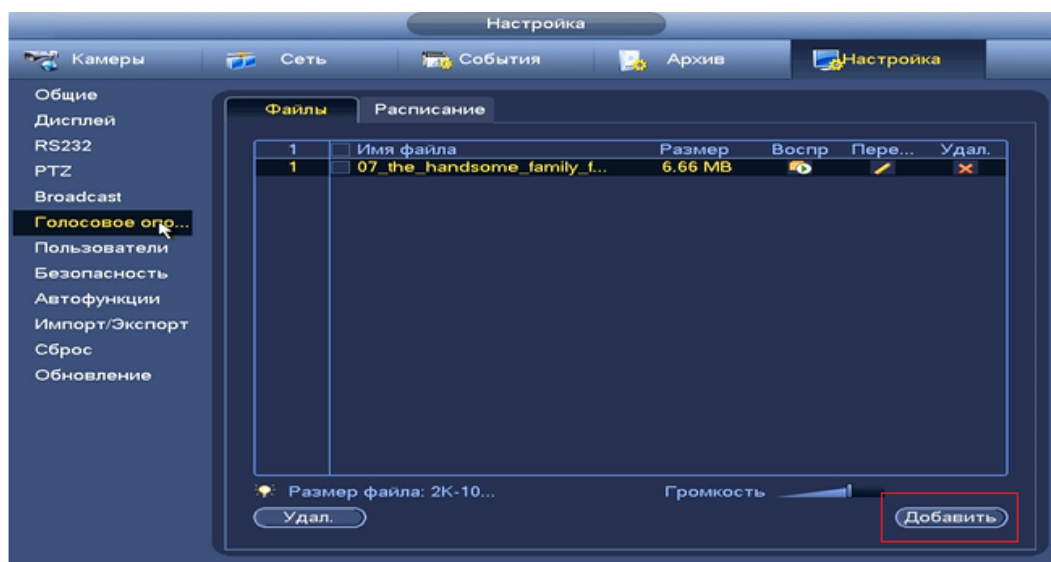 Настройка
Камеры Сеть События Архив Настройка
Общие
Дисплей
RS232
PTZ
Broadcast
Голосовое опо...
Пользователи
Безопасность
Автофункции
Импорт/Экспорт
Сброс
Обновление
Файлы Расписание
1 Имя файла Размер Воспр Пере... Удал.
1 07_the_handsome_family_f... 6.66 MB
Размер файла: 2K-10... Громкость
Удал. Добавить